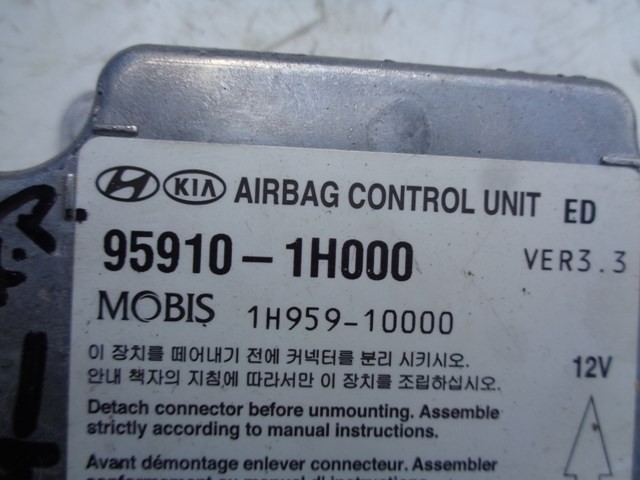 KIA AIRBAG CONTROL UNIT ED
95910-1H000 VER3.3
MOBIS 1H959-10000
이 장치를 떼어내기 전에 커넥터를 분리 시키시오.
안내 책자의 지침에 따라서만 이 장치를 조립하십시오. 12V
Detach connector before unmounting. Assemble
strictly according to manual instructions.
Avant démontage enlever connecteur. Assembler